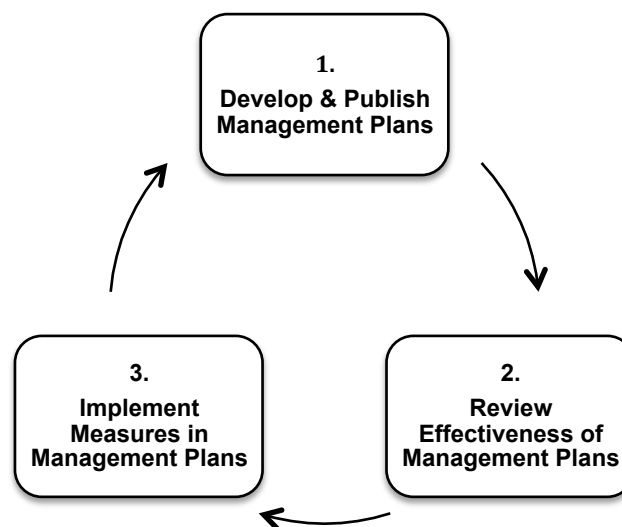 1.
Develop & Publish
Management Plans
2.
Review
Effectiveness of
Management Plans
3.
Implement
Measures in
Management Plans